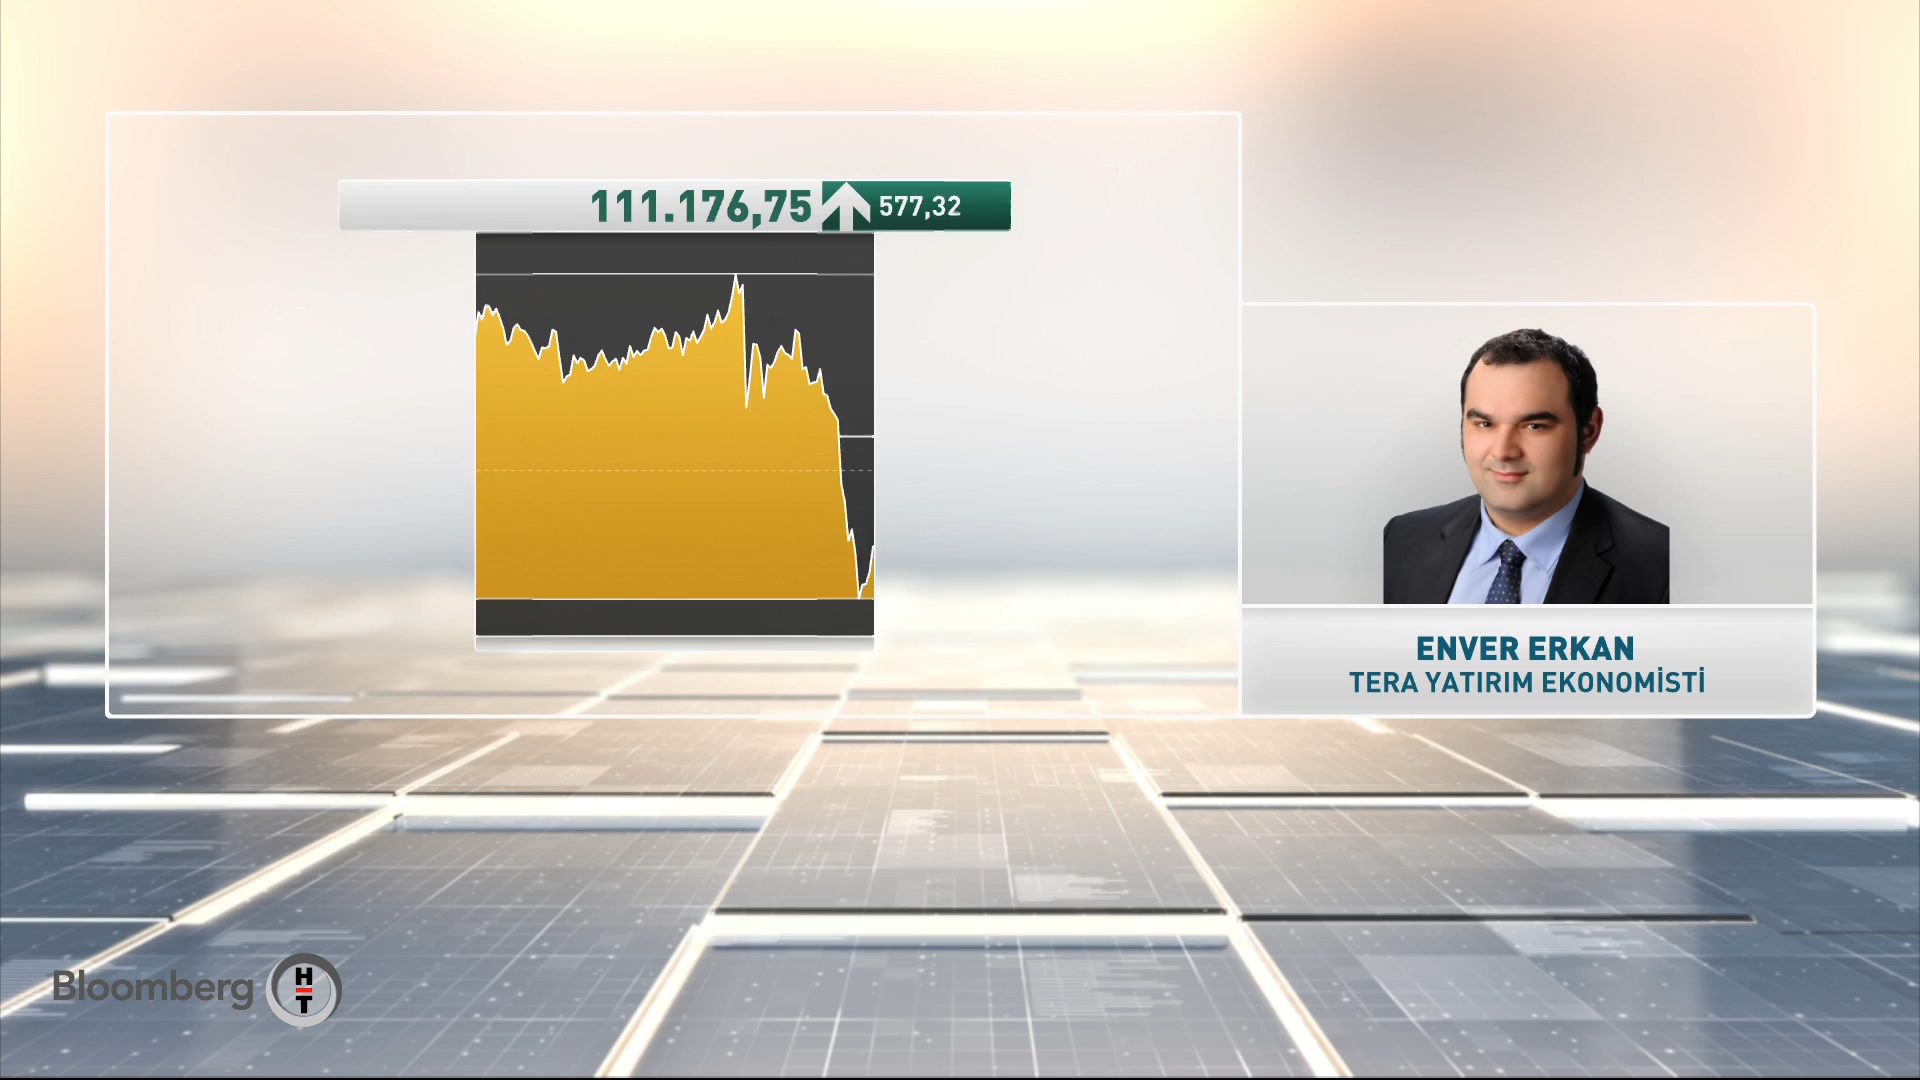 111.176,75 577,32
ENVER ERKAN
TERA YATIRIM EKONOMİSTİ
Bloomberg HT